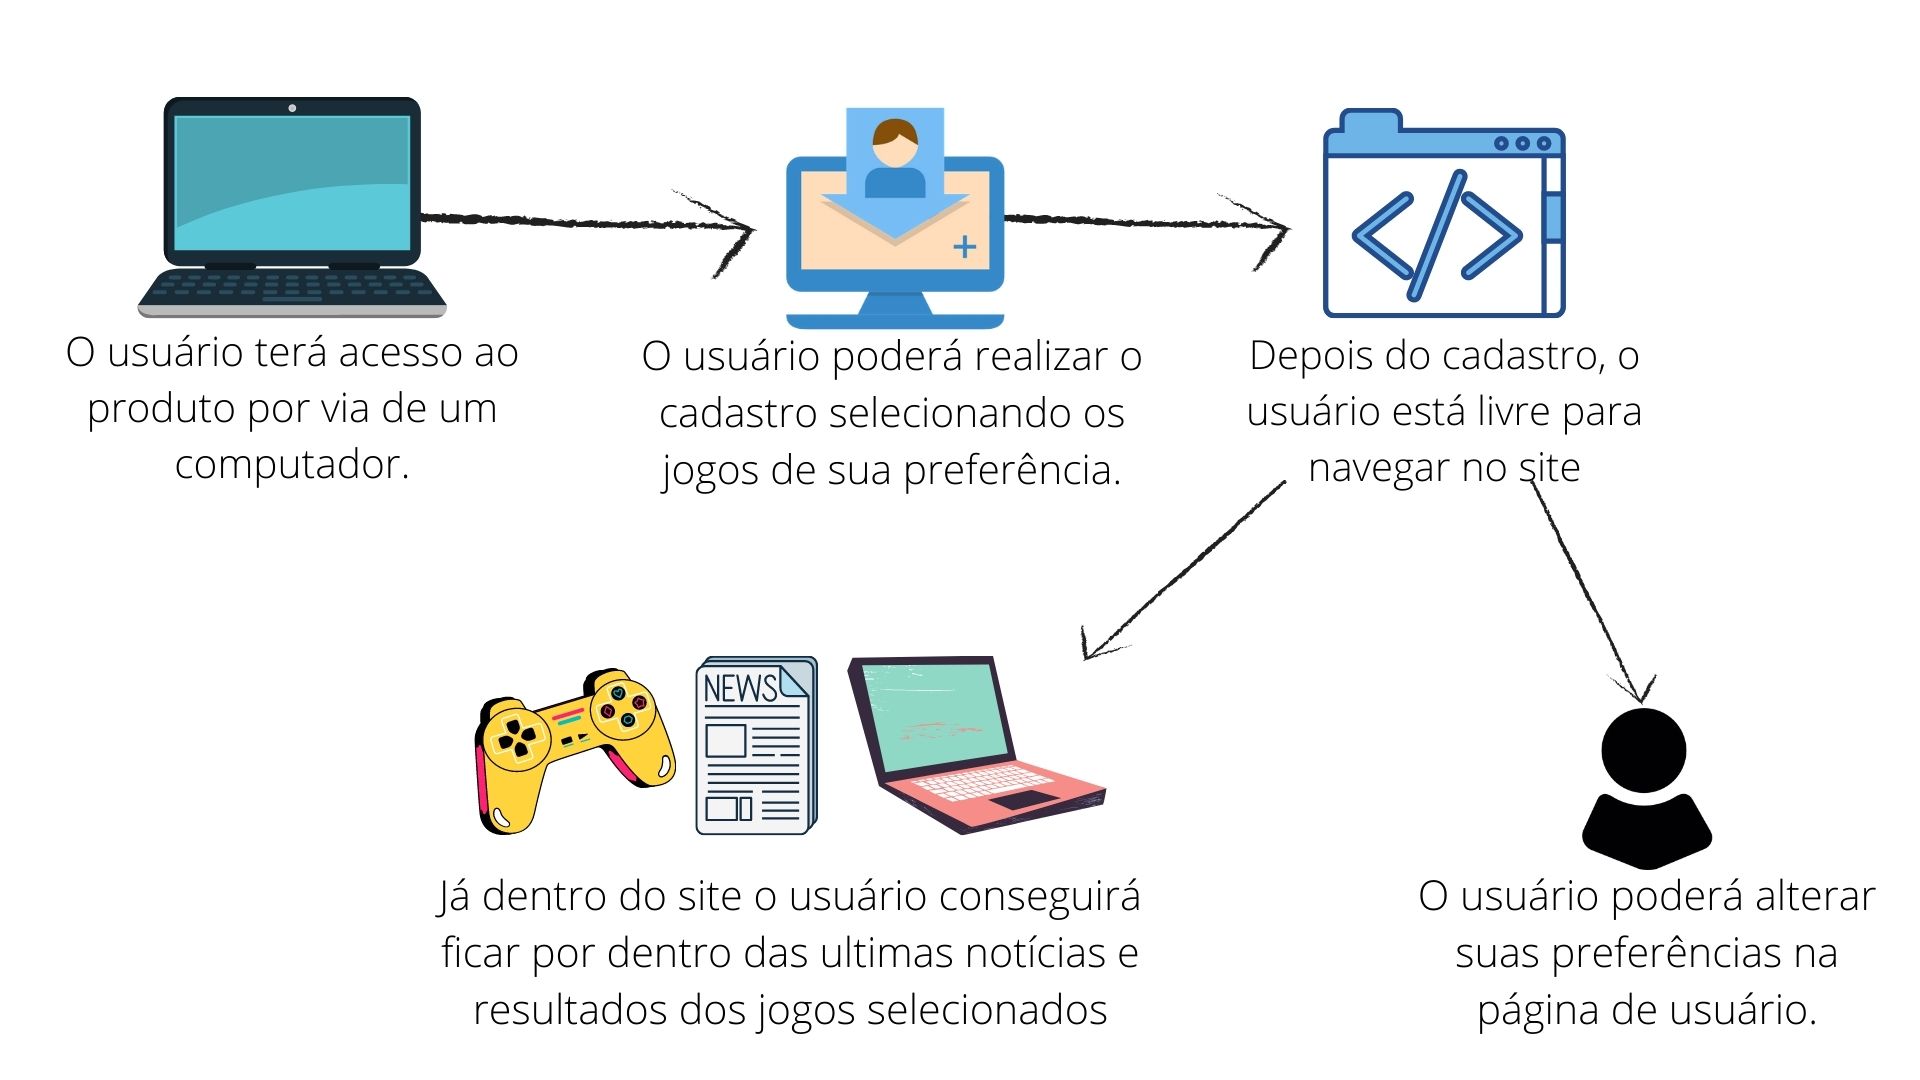 O usuário terá acesso ao
produto por via de um
computador.
O usuário poderá realizar o
cadastro selecionando os
jogos de sua preferência.
Depois do cadastro, o
usuário está livre para
navegar no site
NEWS
Já dentro do site o usuário conseguirá
ficar por dentro das ultimas notícias e
resultados dos jogos selecionados
O usuário poderá alterar
suas preferências na
página de usuário.